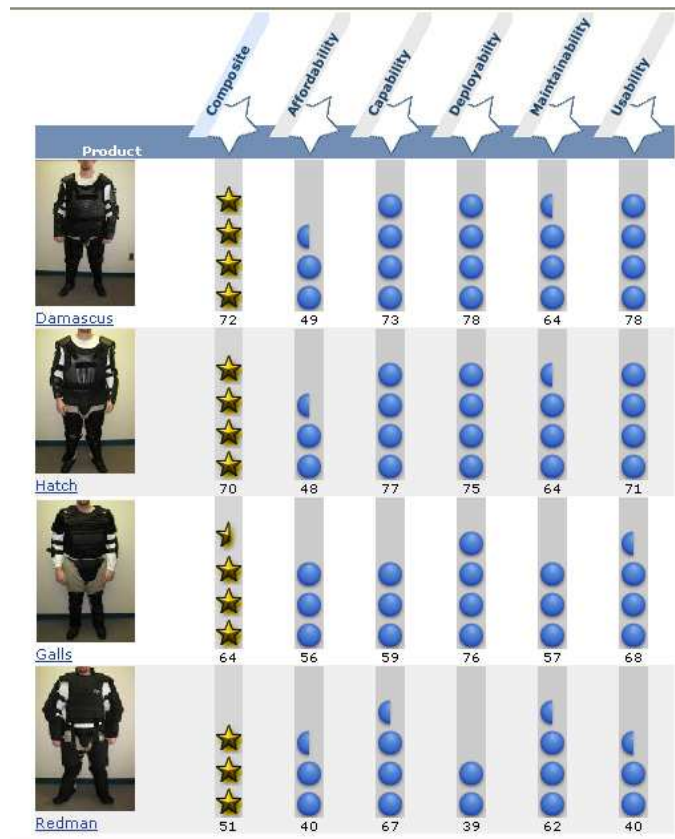 Composite
Affordability
Capability
Deployabilty
Maintainability
Usability
Product
Damascus 72 49 73 78 64 78
Hatch 70 48 77 75 64 71
Galls 64 56 59 76 57 68
Redman 51 40 67 39 62 40